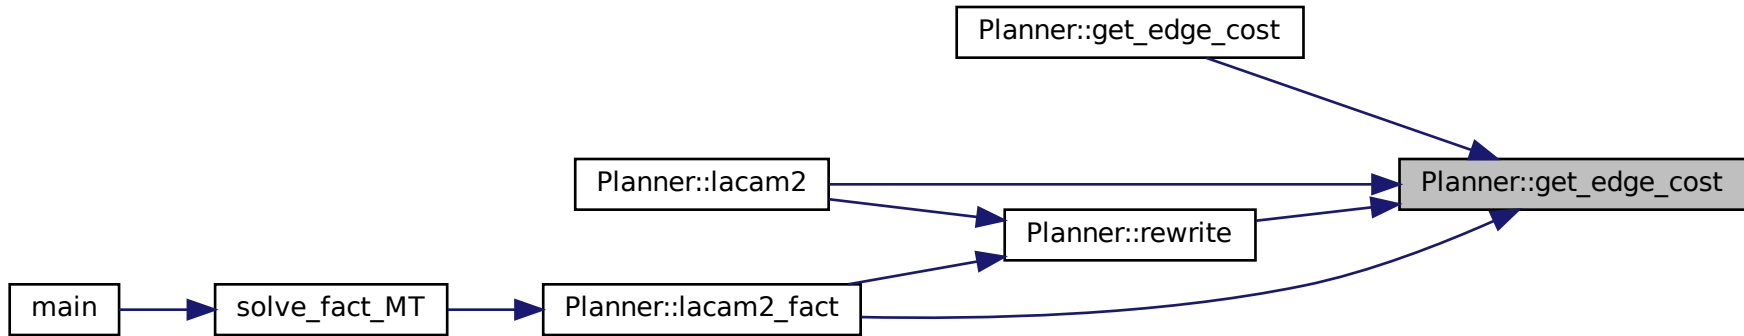 Planner::get_edge_cost
Planner::lacam2
Planner::get_edge_cost
Planner::rewrite
main
solve_fact_MT
Planner::lacam2_fact